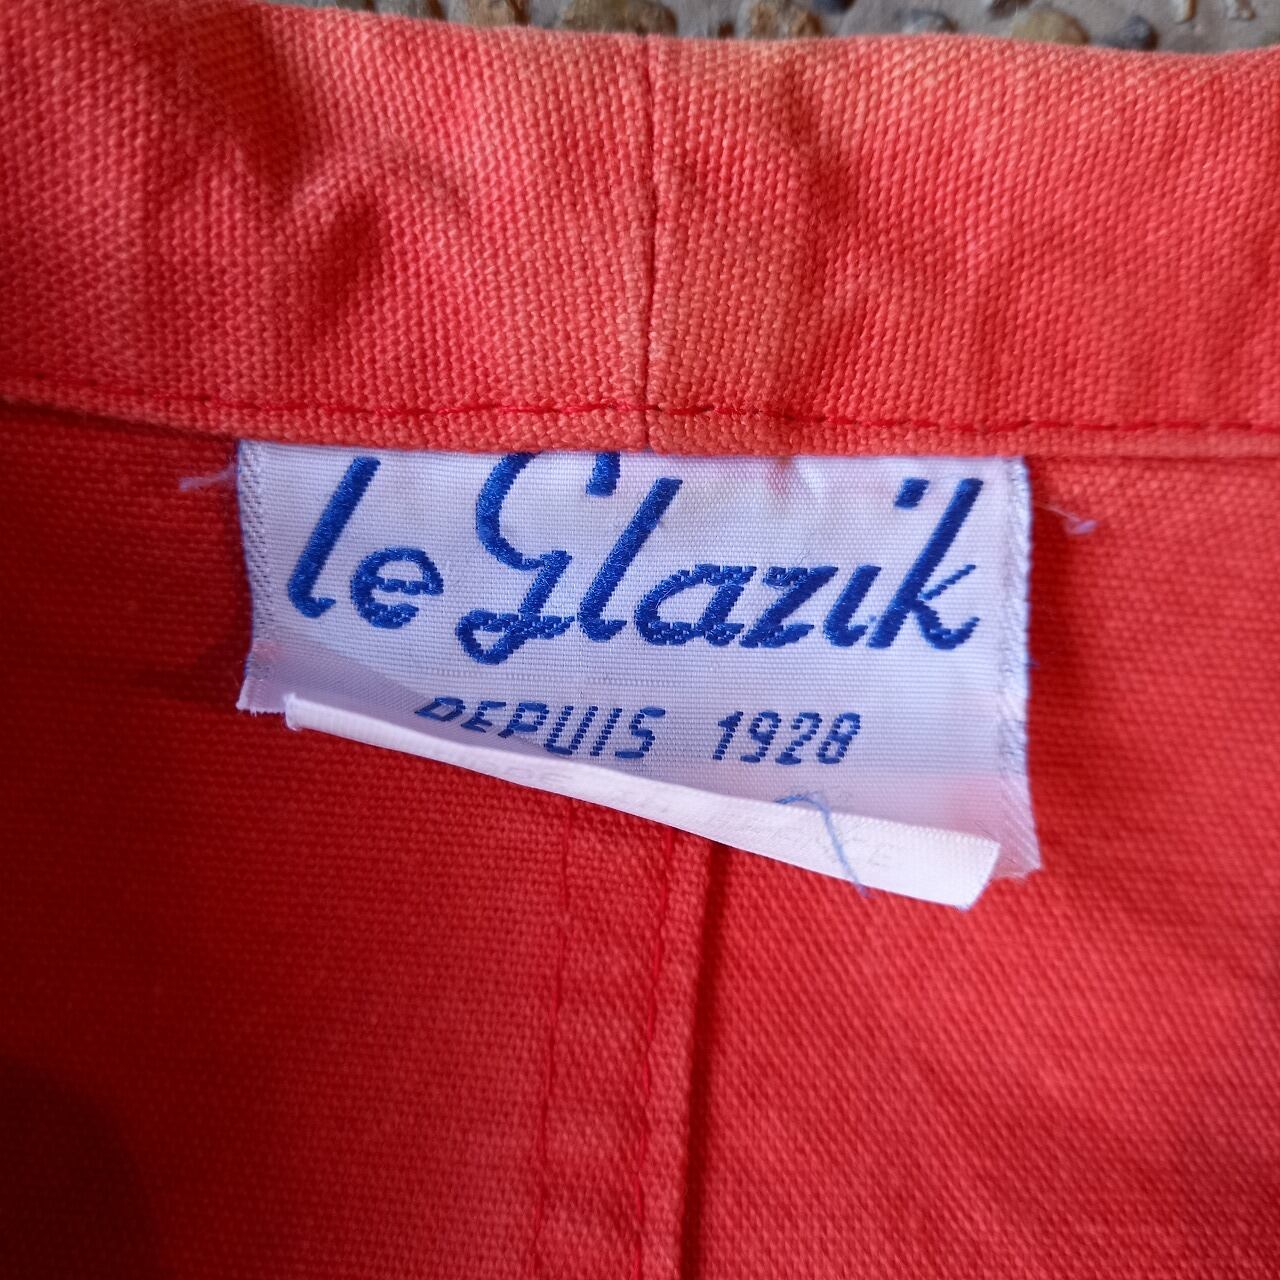 le Glazik
DEPUIS 1928